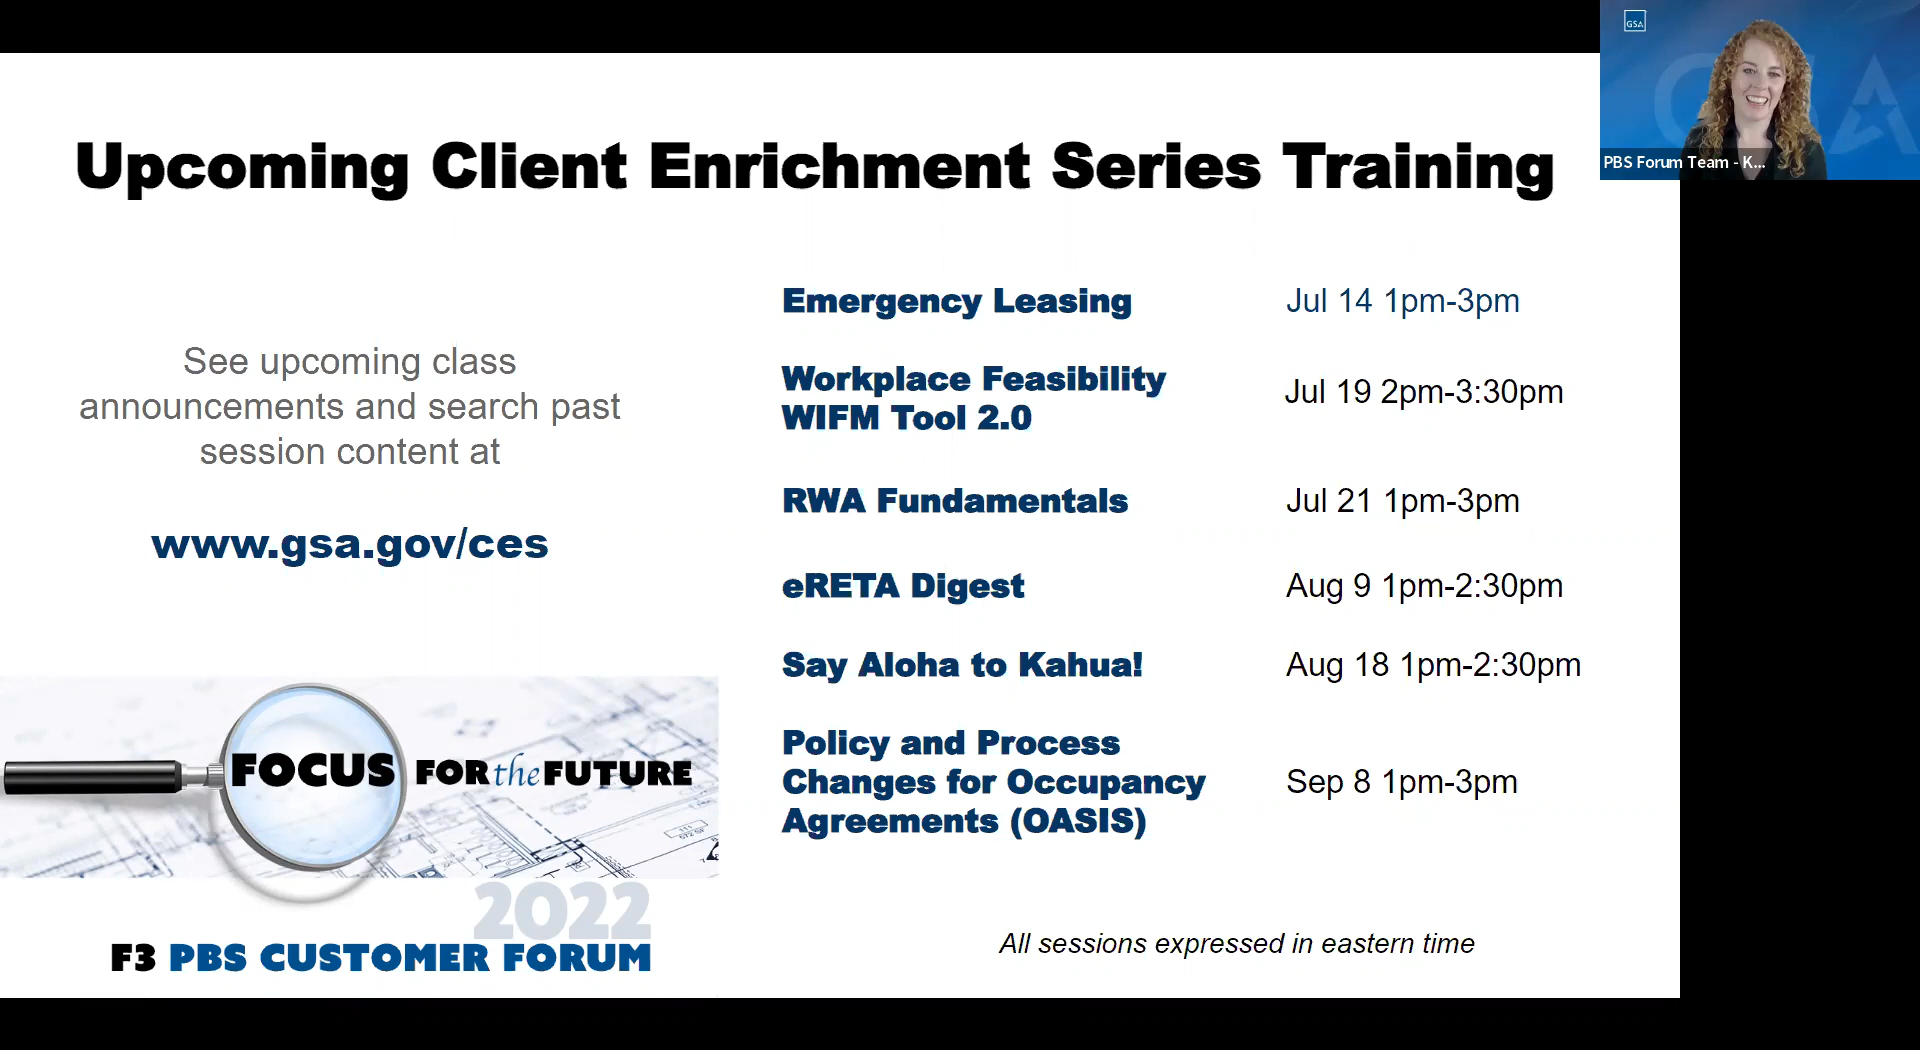 GSA
GSA
PBS Forum Team - K...
Upcoming Client Enrichment Series Training
See upcoming class
announcements and search past
session content at
www.gsa.gov/ces
Emergency Leasing Jul 14 1pm-3pm
Workplace Feasibility
WIFM Tool 2.0
Jul 19 2pm-3:30pm
RWA Fundamentals Jul 21 1pm-3pm
eRETA Digest Aug 9 1pm-2:30pm
Say Aloha to Kahua! Aug 18 1pm-2:30pm
Policy and Process
Changes for Occupancy
Agreements (OASIS)
Sep 8 1pm-3pm
FOCUS FOR the FUTURE
2022
F3 PBS CUSTOMER FORUM
All sessions expressed in eastern time